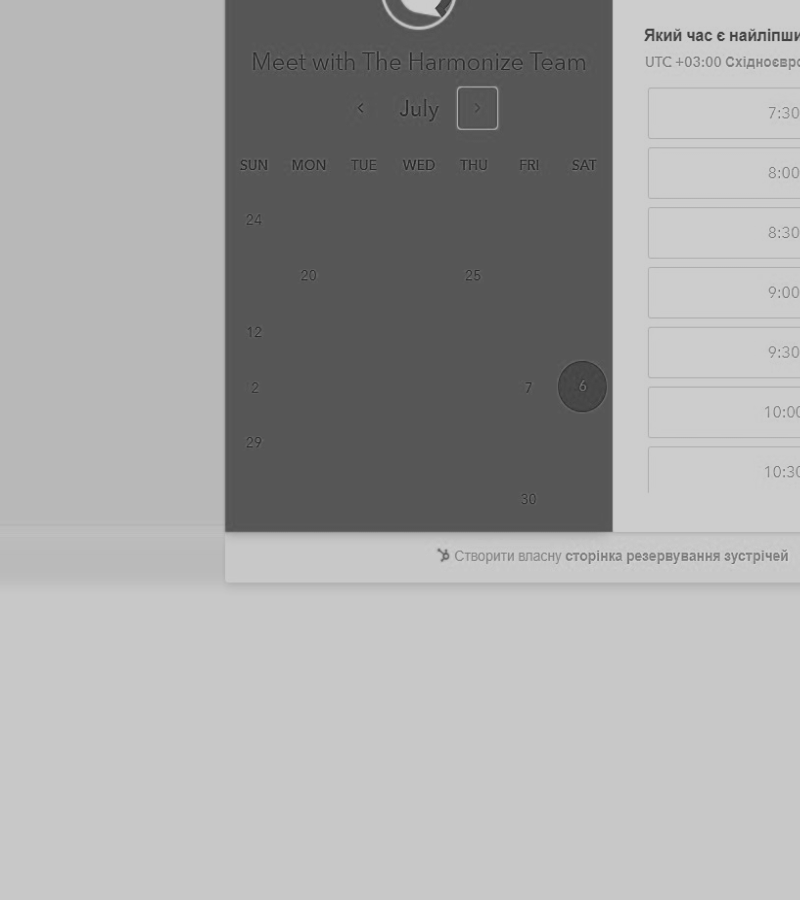 Meet with The Harmonize Team
July
SUN MON TUE WED THU FRI SAT
24
20 25
12
2 7 6
29
30
Який час є
UTC +03:00
7:30
8:00
8:30
9:00
9:30
10:00
10:30
Створити власну сторінка резервування зустрічей